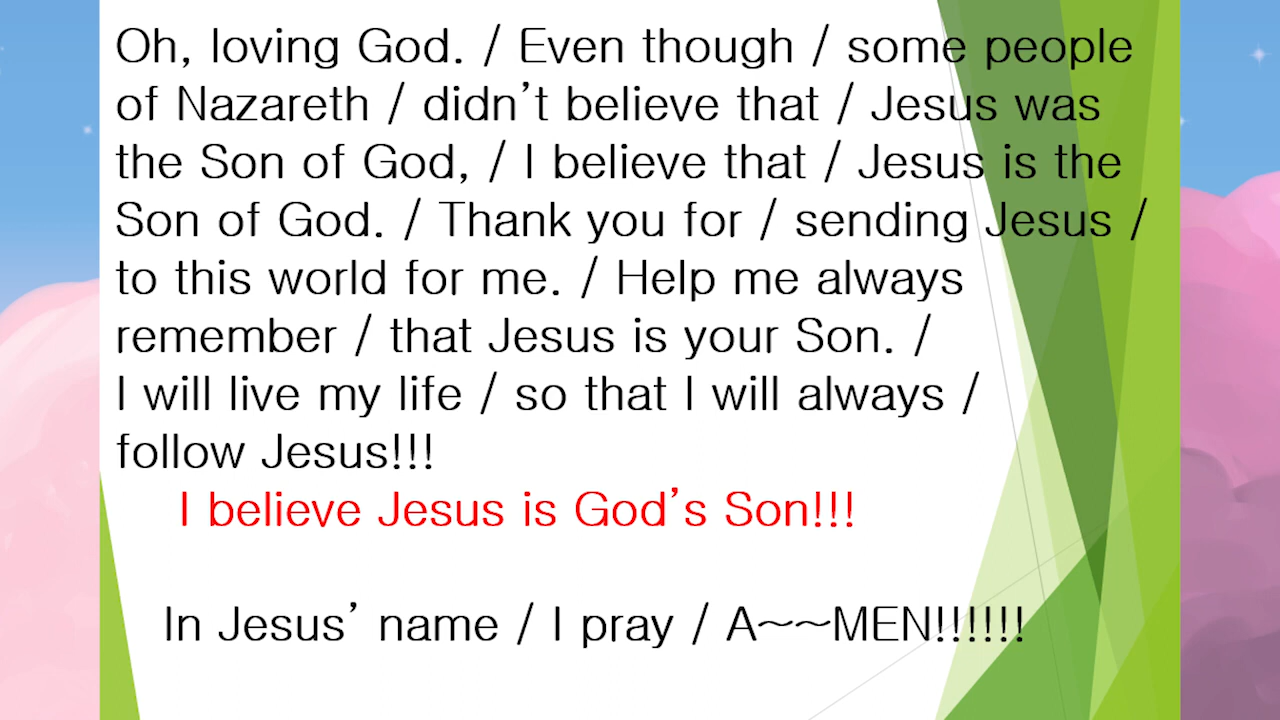 Oh, loving God. / Even though / some people
of Nazareth / didn’t believe that / Jesus was
the Son of God, / I believe that / Jesus is the
Son of God. / Thank you for / sending Jesus /
to this world for me. / Help me always
remember / that Jesus is your Son. /
I will live my life / so that I will always /
follow Jesus!!!
I believe Jesus is God’s Son!!!
In Jesus’ name / I pray / A~~MEN!!!!!!